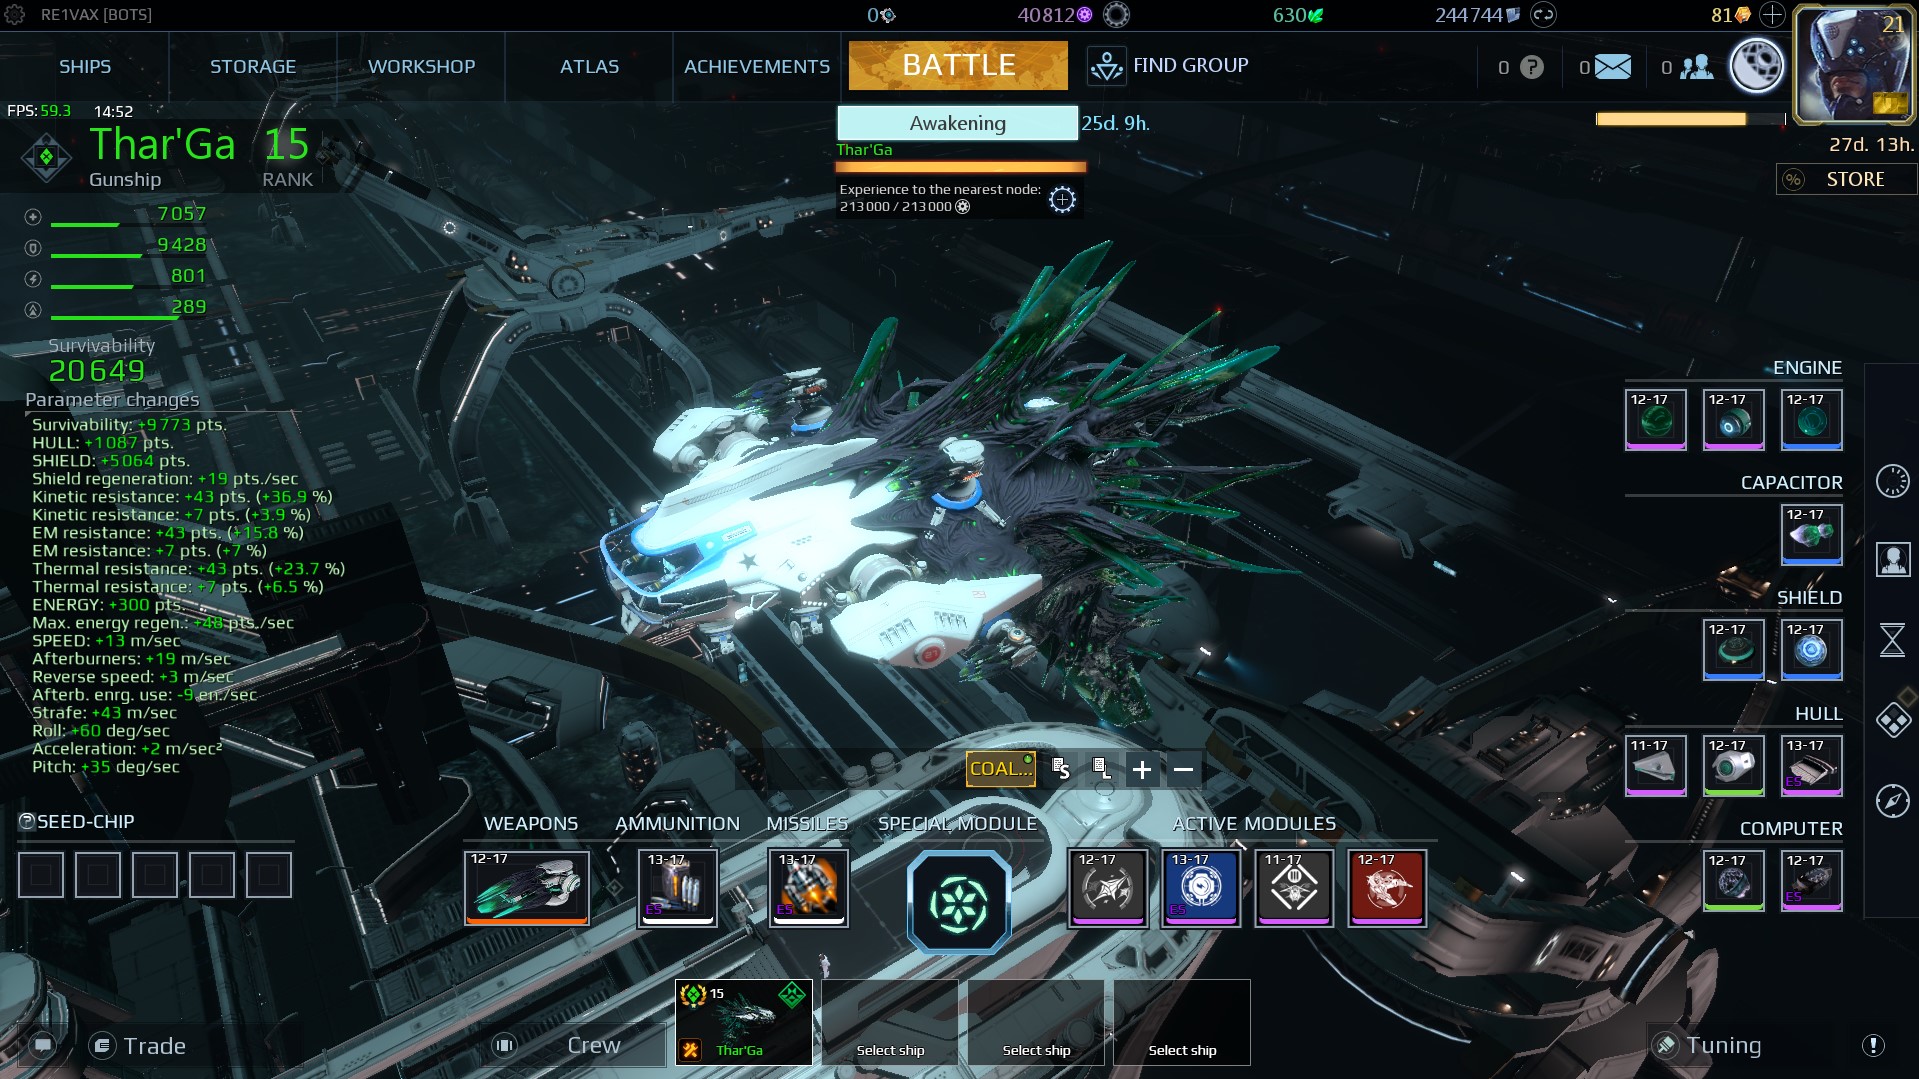 RE1VAX [BOTS]
0
40812
630
244744
81
21
SHIPS
STORAGE
WORKSHOP
ATLAS
ACHIEVEMENTS
BATTLE
FIND GROUP
0
0
0
FPS: 59.3
14:52
Awakening
25d. 9h.
27d. 13h.
% STORE
Thar'Ga
15
Gunship
RANK
Thar'Ga
Experience to the nearest node:
213000 / 213000
7057
9428
801
289
Survivability
20649
Parameter changes
Survivability: +9773 pts.
HULL: +1087 pts.
SHIELD: +5064 pts.
Shield regeneration: +19 pts./sec
Kinetic resistance: +43 pts. (+36.9 %)
Kinetic resistance: +7 pts. (+3.9 %)
EM resistance: +43 pts. (+15.8 %)
EM resistance: +7 pts. (+7 %)
Thermal resistance: +43 pts. (+23.7 %)
Thermal resistance: +7 pts. (+6.5 %)
ENERGY: +300 pts.
Max. energy regen.: +48 pts./sec
SPEED: +13 m/sec
Afterburners: +19 m/sec
Reverse speed: +3 m/sec
Afterb. enrg. use: -9 en./sec
Strafe: +43 m/sec
Roll: +60 deg/sec
Acceleration: +2 m/sec²
Pitch: +35 deg/sec
27
ENGINE
12-17
12-17
12-17
CAPACITOR
12-17
SHIELD
12-17
12-17
HULL
11-17
12-17
13-17
ES
COMPUTER
12-17
12-17
ES
COAL...
S
L
SEED-CHIP
WEAPONS
AMMUNITION
MISSILES
SPECIAL MODULE
ACTIVE MODULES
12-17
13-17
ES
13-17
ES
12-17
13-17
ES
11-17
12-17
Trade
Crew
15
Thar'Ga
Select ship
Select ship
Select ship
Tuning